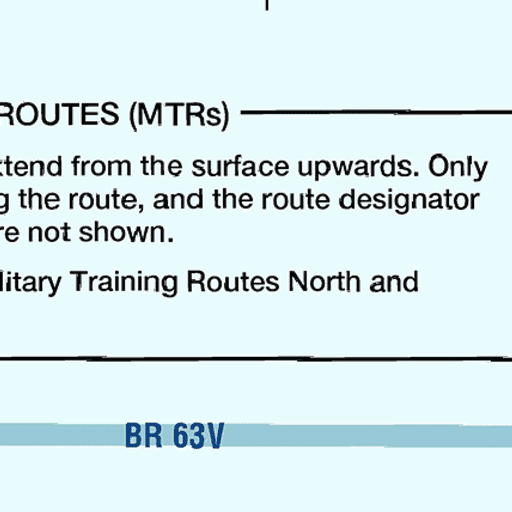 ROUTES (MTRs)
xtend from the surface upwards. Only
g the route, and the route designator
re not shown.
litary Training Routes North and
BR 63V